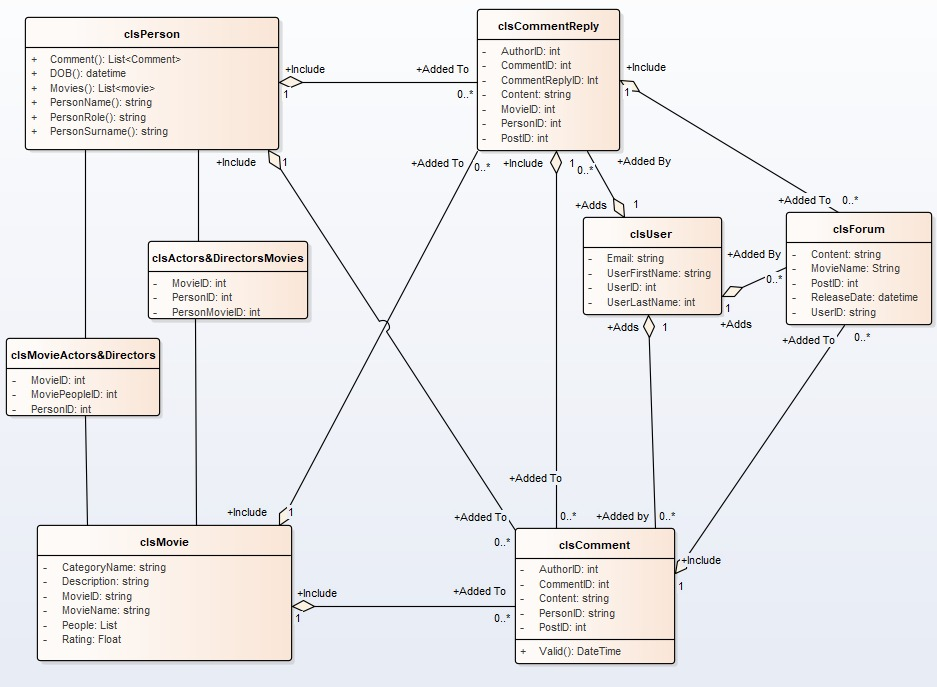 clsPerson
+ Comment(): List<Comment>
+ DOB(): datetime
+ Movies(): List<movie>
+ PersonName(): string
+ PersonRole(): string
+ PersonSurname(): string
+Include
1
+Added To
0..*
clsCommentReply
- AuthorID: int
- CommentID: int
- CommentReplyID: Int
- Content: string
- MovieID: int
- PersonID: int
- PostID: int
+Include
1
+Include
1
+Added To
0..*
+Include
1
0..*
+Added By
+Adds
1
+Added To
0..*
clsActors&DirectorsMovies
- MovieID: int
- PersonID: int
- PersonMovieID: int
clsUser
- Email: string
- UserFirstName: string
- UserID: int
- UserLastName: int
+Added By
0..*
1
+Adds
clsForum
- Content: string
- MovieName: String
- PostID: int
- ReleaseDate: datetime
- UserID: string
+Adds
1
+Added To
0..*
clsMovieActors&Directors
- MovieID: int
- MoviePeopleID: int
- PersonID: int
+Added To
0..*
+Include
1
+Added To
0..*
+Added by
0..*
clsMovie
- CategoryName: string
- Description: string
- MovieID: string
- MovieName: string
- People: List
- Rating: Float
+Include
1
+Added To
0..*
clsComment
- AuthorID: int
- CommentID: int
- Content: string
- PersonID: string
- PostID: int
+ Valid(): DateTime
+Include
1